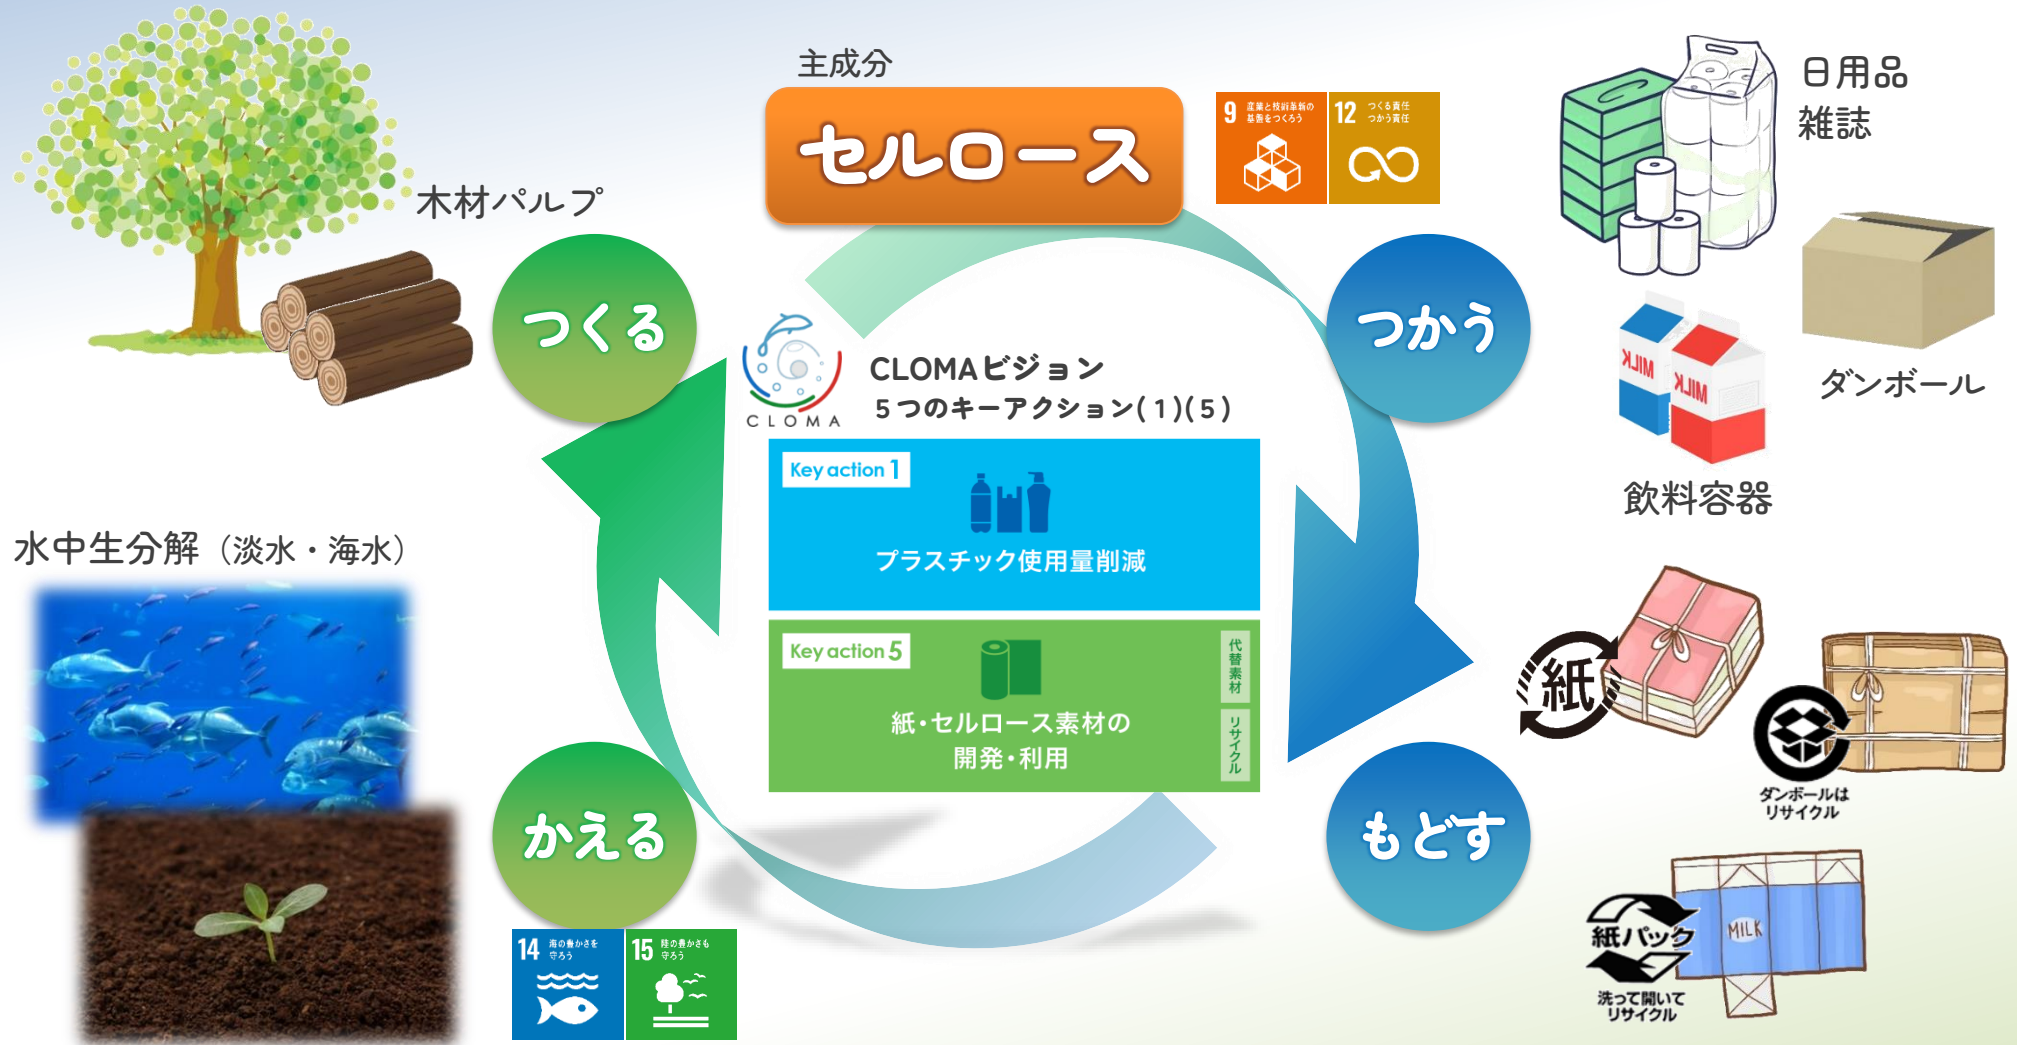 主成分
セルロース
9 産業と技術革新の
基盤をつくろう
12 つくる責任
つかう責任
日用品
雑誌
木材パルプ
つくる
つかう
CLOMA
CLOMAビジョン
５つのキーアクション(１)(５)
MILK
MILK
ダンボール
飲料容器
Key action 1
プラスチック使用量削減
水中生分解（淡水・海水）
Key action 5
代替素材
リサイクル
紙・セルロース素材の
開発・利用
紙
ダンボールは
リサイクル
かえる
もどす
14 海の豊かさを
守ろう
15 陸の豊かさも
守ろう
MILK
紙パック
洗って開いて
リサイクル